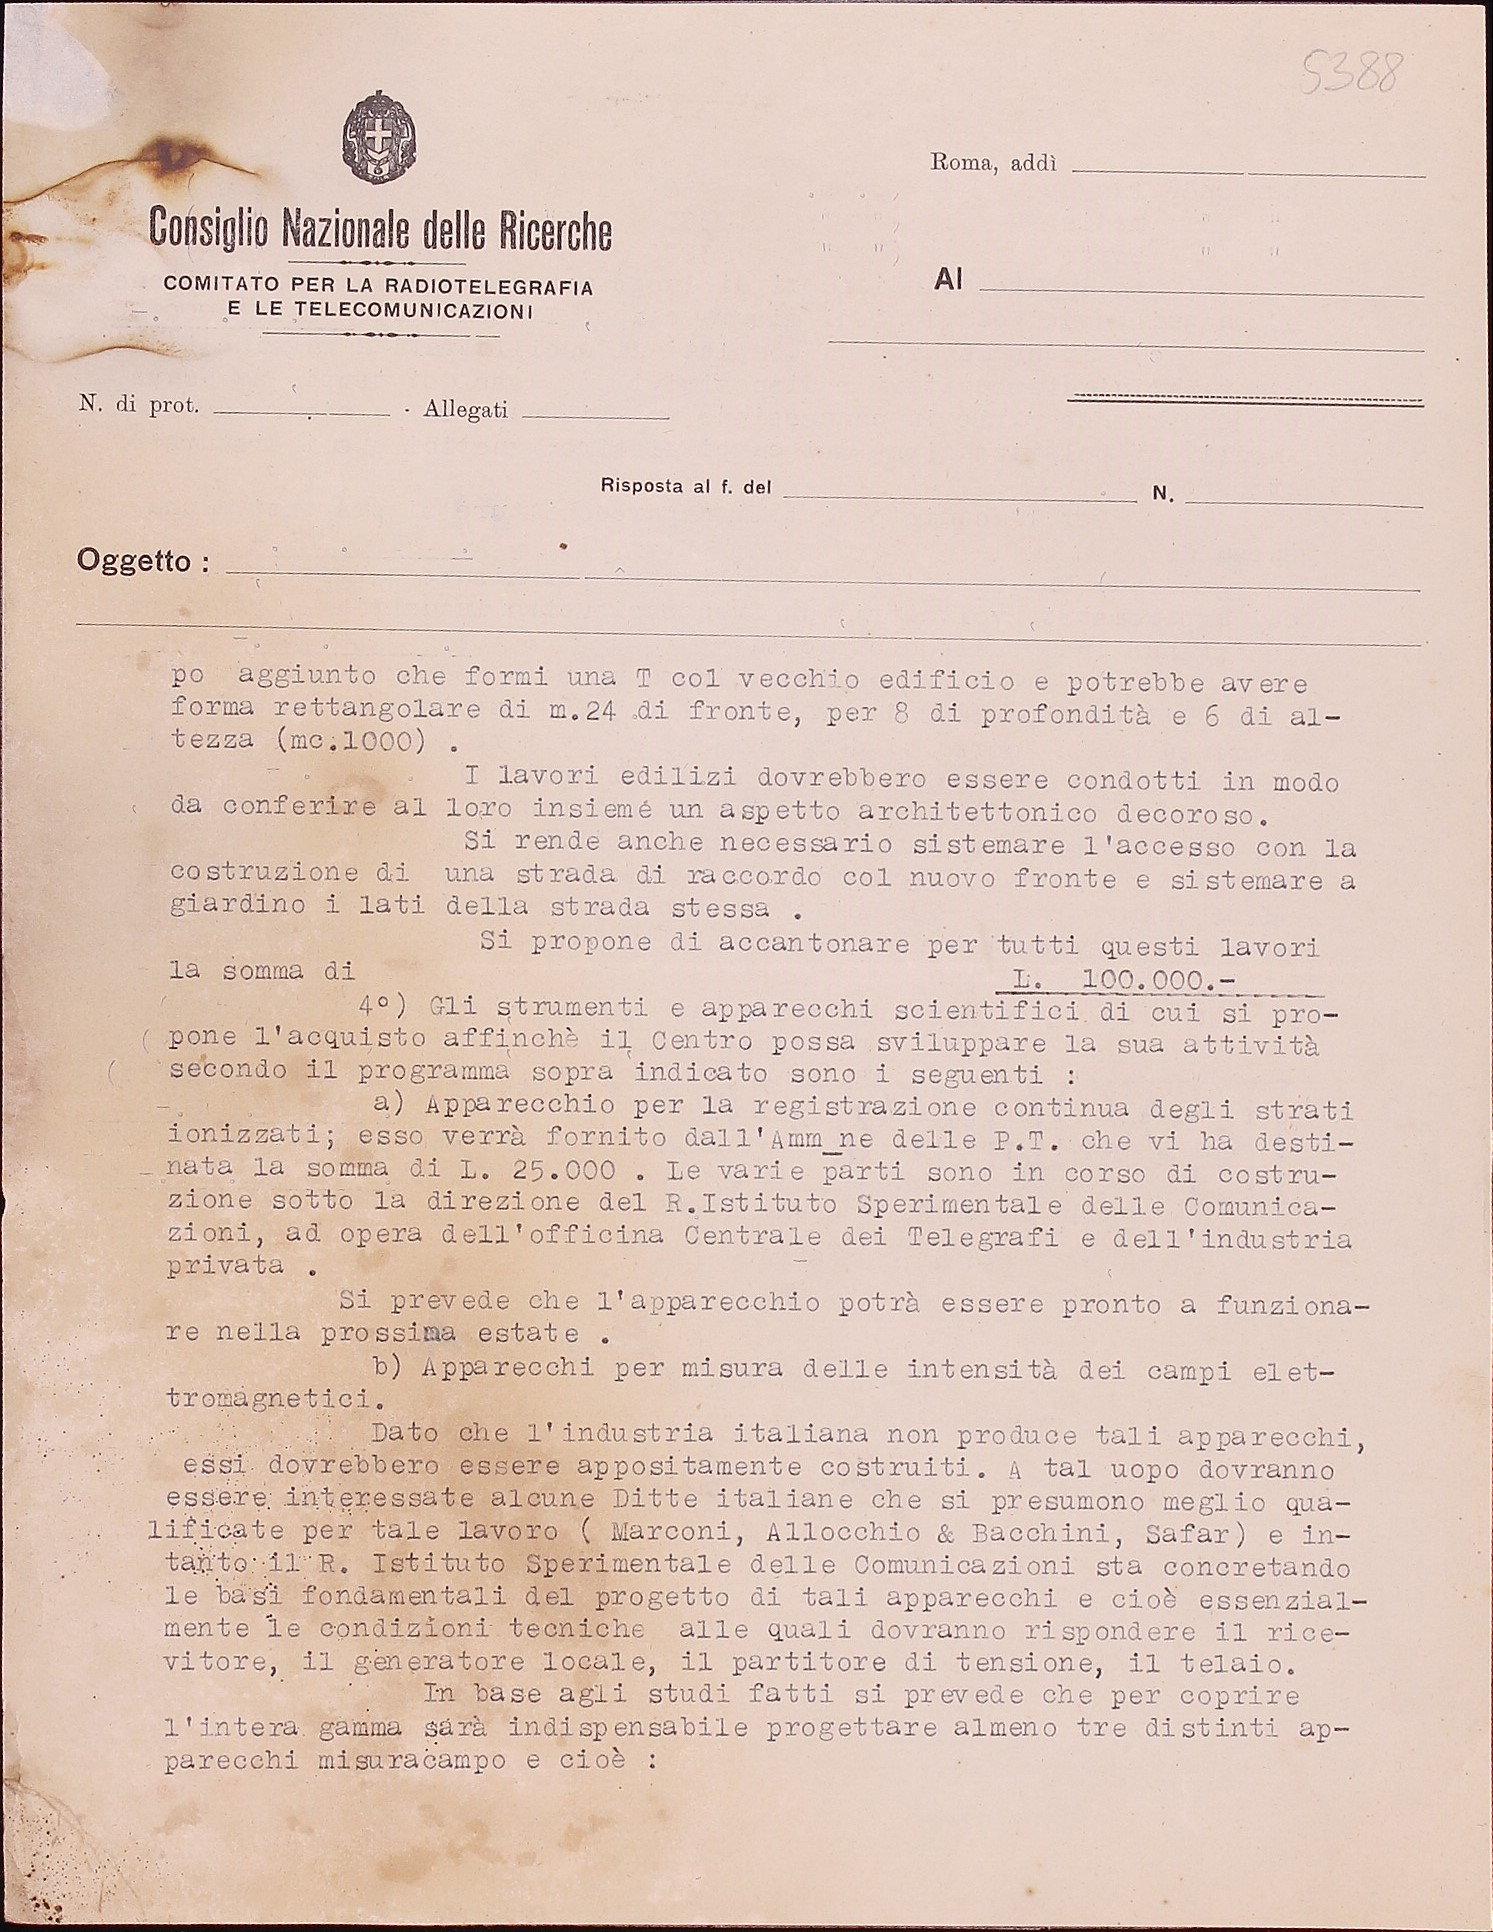 5388
Roma, addì
Consiglio Nazionale delle Ricerche
COMITATO PER LA RADIOTELEGRAFIA
E LE TELECOMUNICAZIONI
Al
N. di prot. - Allegati
Risposta al f. del N.
Oggetto :
po aggiunto che formi una T col vecchio edificio e potrebbe avere
forma rettangolare di m.24 di fronte, per 8 di profondità e 6 di al-
tezza (mc.1000) .
I lavori edilizi dovrebbero essere condotti in modo
da conferire al loro insieme un aspetto architettonico decoroso.
Si rende anche necessario sistemare l'accesso con la
costruzione di una strada di raccordo col nuovo fronte e sistemare a
giardino i lati della strada stessa .
Si propone di accantonare per tutti questi lavori
la somma di L. 100.000.-
4°) Gli strumenti e apparecchi scientifici di cui si pro-
pone l'acquisto affinchè il Centro possa sviluppare la sua attività
secondo il programma sopra indicato sono i seguenti :
a) Apparecchio per la registrazione continua degli strati
ionizzati; esso verrà fornito dall'Amm_ne delle P.T. che vi ha desti-
nata la somma di L. 25.000 . Le varie parti sono in corso di costru-
zione sotto la direzione del R.Istituto Sperimentale delle Comunica-
zioni, ad opera dell'officina Centrale dei Telegrafi e dell'industria
privata .
Si prevede che l'apparecchio potrà essere pronto a funziona-
re nella prossima estate .
b) Apparecchi per misura delle intensità dei campi elet-
tromagnetici.
Dato che l'industria italiana non produce tali apparecchi,
essi dovrebbero essere appositamente costruiti. A tal uopo dovranno
essere interessate alcune Ditte italiane che si presumono meglio qua-
lificate per tale lavoro ( Marconi, Allocchio & Bacchini, Safar) e in-
tanto il R. Istituto Sperimentale delle Comunicazioni sta concretando
le basi fondamentali del progetto di tali apparecchi e cioè essenzial-
mente le condizioni tecniche alle quali dovranno rispondere il rice-
vitore, il generatore locale, il partitore di tensione, il telaio.
In base agli studi fatti si prevede che per coprire
l'intera gamma sarà indispensabile progettare almeno tre distinti ap-
parecchi misuracampo e cioè :